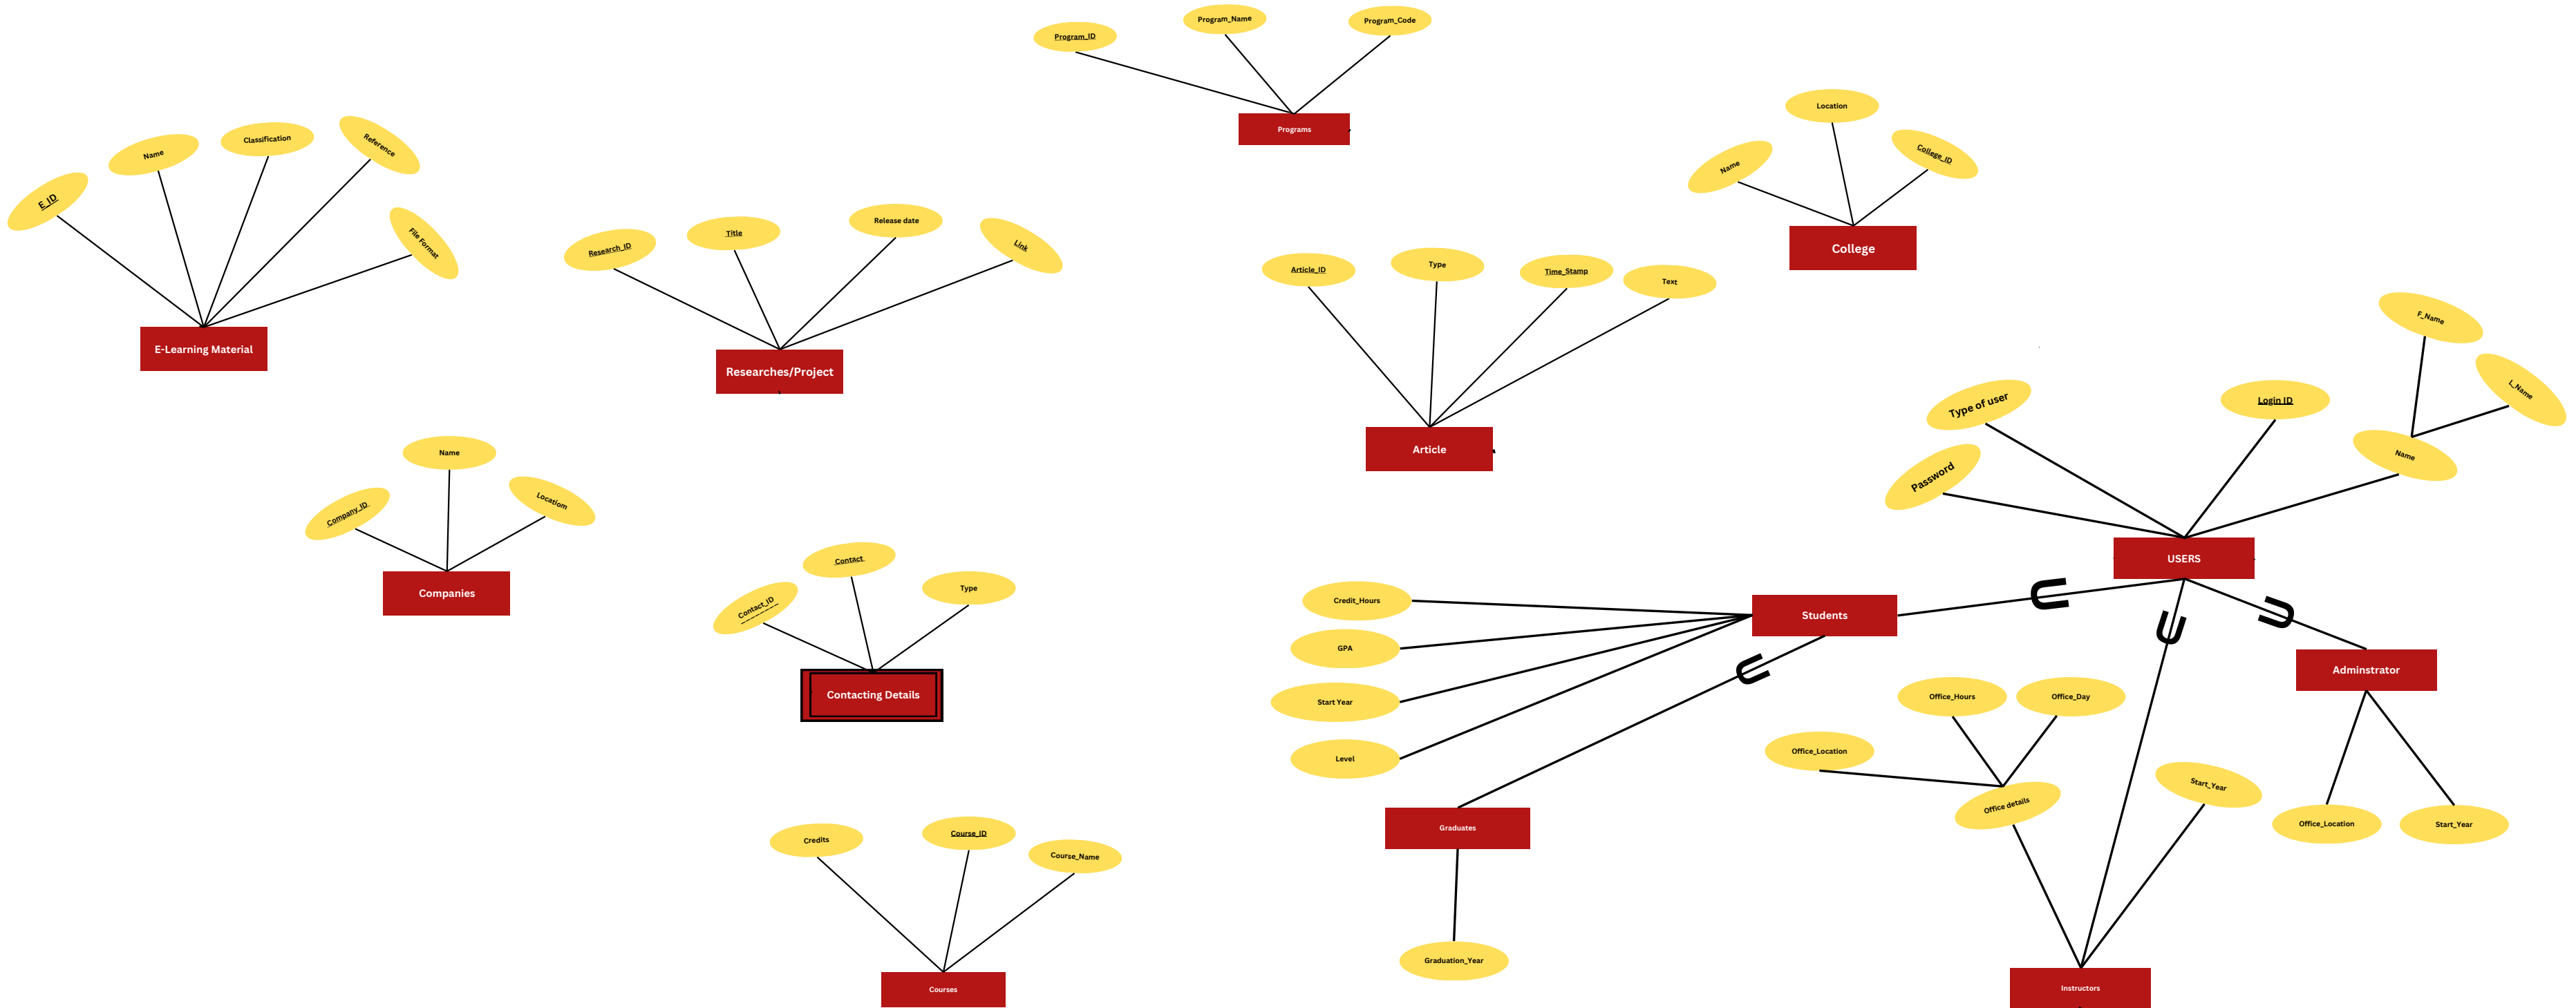 Program_ID
Program_Name
Program_Code
Programs
E_ID
Name
Classification
Reference
File Format
E-Learning Material
Research_ID
Title
Release date
Link
Researches/Project
Article_ID
Type
Time_Stamp
Text
Article
Name
Location
College_ID
College
Company_ID
Name
Locatiom
Companies
Contact_ID
Contact
Type
Contacting Details
Credits
Course_ID
Course_Name
Courses
Password
Type of user
Login ID
Name
F_Name
L_Name
USERS
Students
Credit_Hours
GPA
Start Year
Level
Graduates
Graduation_Year
Office_Location
Office_Hours
Office_Day
Office details
Start_Year
Instructors
Adminstrator
Office_Location
Start_Year